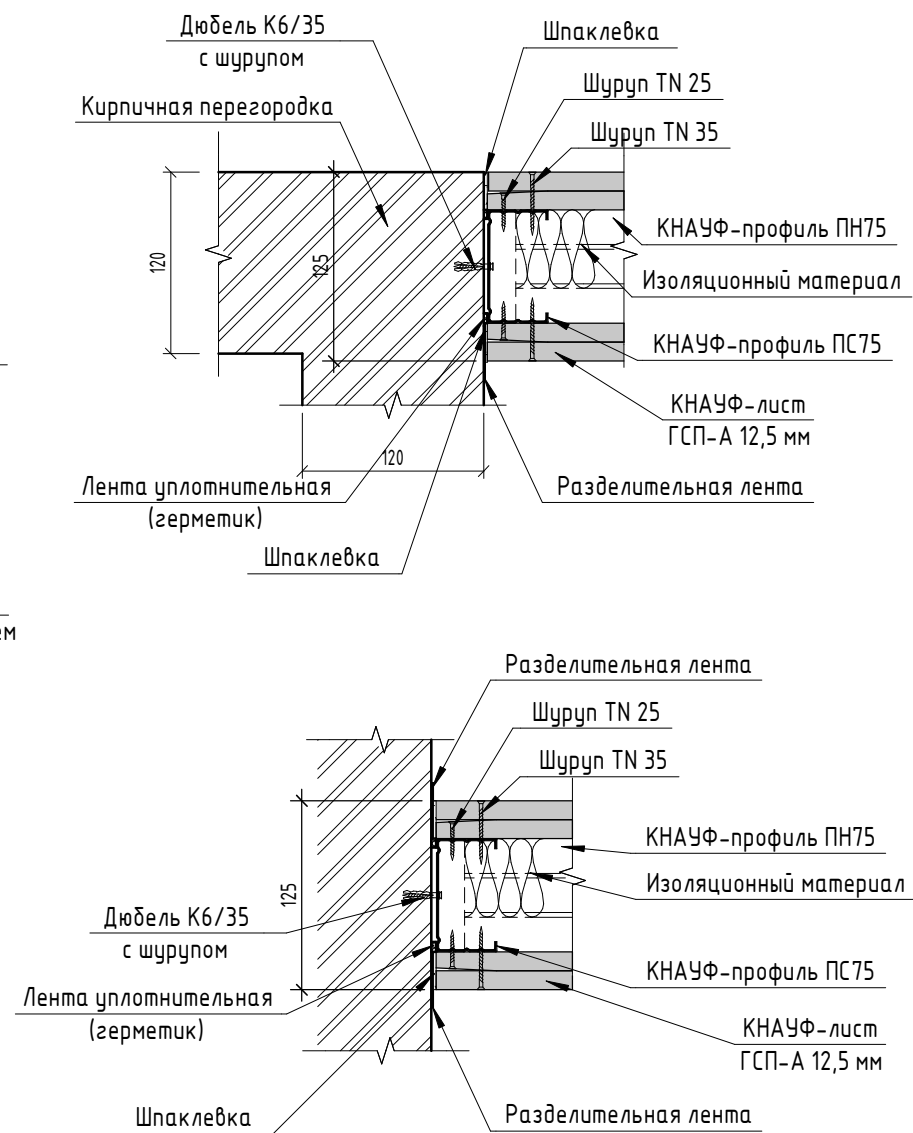 Дюбель К6/35
с шурупом
Шпаклевка
Шуруп TN 25
Кирпичная перегородка
Шуруп TN 35
КНАУФ-профиль ПН75
120
125
Изоляционный материал
КНАУФ-профиль ПС75
КНАУФ-лист
ГСП-А 12,5 мм
120
Лента уплотнительная
(герметик)
Разделительная лента
Шпаклевка
ем
Разделительная лента
Шуруп TN 25
Шуруп TN 35
КНАУФ-профиль ПН75
125
Изоляционный материал
Дюбель К6/35
с шурупом
КНАУФ-профиль ПС75
Лента уплотнительная
(герметик)
КНАУФ-лист
ГСП-А 12,5 мм
Шпаклевка
Разделительная лента